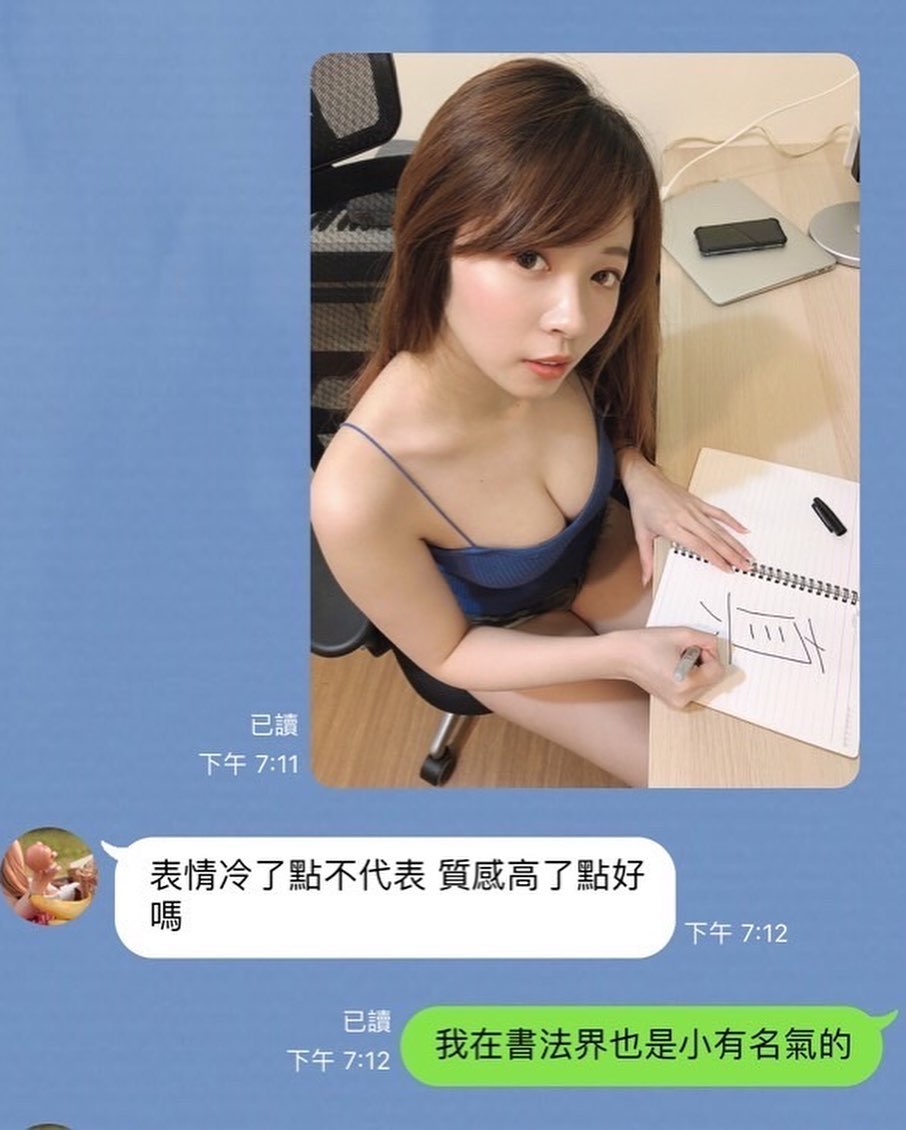 真
已讀
下午 7:11
表情冷了點不代表 質感高了點好
嗎
下午 7:12
已讀
下午 7:12
我在書法界也是小有名氣的